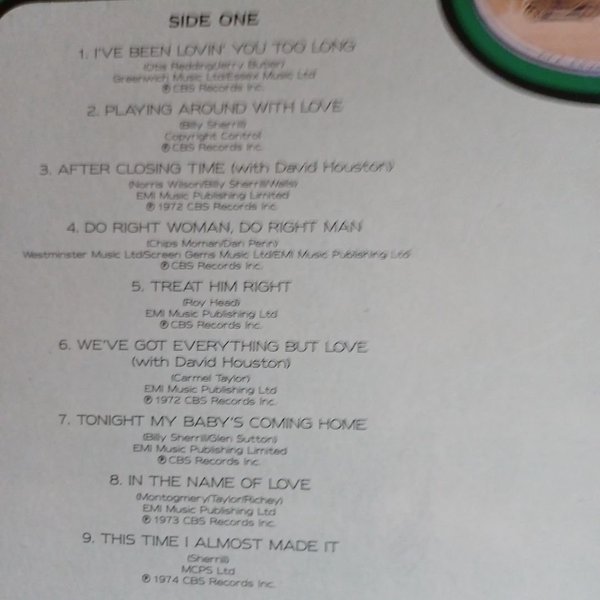 SIDE ONE
1. I'VE BEEN LOVIN' YOU TOO LONG
(Otis Redding/Jerry Butler)
Greenwich Music Ltd/Essex Music Ltd
℗ CBS Records Inc.
2. PLAYING AROUND WITH LOVE
(Billy Sherrill)
Copyright Control
℗ CBS Records Inc.
3. AFTER CLOSING TIME (with David Houston)
(Norris Wilson/Billy Sherrill/Walls)
EMI Music Publishing Limited
℗ 1972 CBS Records Inc.
4. DO RIGHT WOMAN, DO RIGHT MAN
(Chips Moman/Dan Penn)
Westminster Music Ltd/Screen Gems Music Ltd/EMI Music Publishing Ltd
℗ CBS Records Inc.
5. TREAT HIM RIGHT
(Roy Head)
EMI Music Publishing Ltd
℗ CBS Records Inc.
6. WE'VE GOT EVERYTHING BUT LOVE
(with David Houston)
(Carmel Taylor)
EMI Music Publishing Ltd
℗ 1972 CBS Records Inc.
7. TONIGHT MY BABY'S COMING HOME
(Billy Sherrill/Glen Sutton)
EMI Music Publishing Limited
℗ CBS Records Inc.
8. IN THE NAME OF LOVE
(Montogmery/Taylor/Richey)
EMI Music Publishing Ltd
℗ 1973 CBS Records Inc.
9. THIS TIME I ALMOST MADE IT
(Sherrill)
MCPS Ltd
℗ 1974 CBS Records Inc.